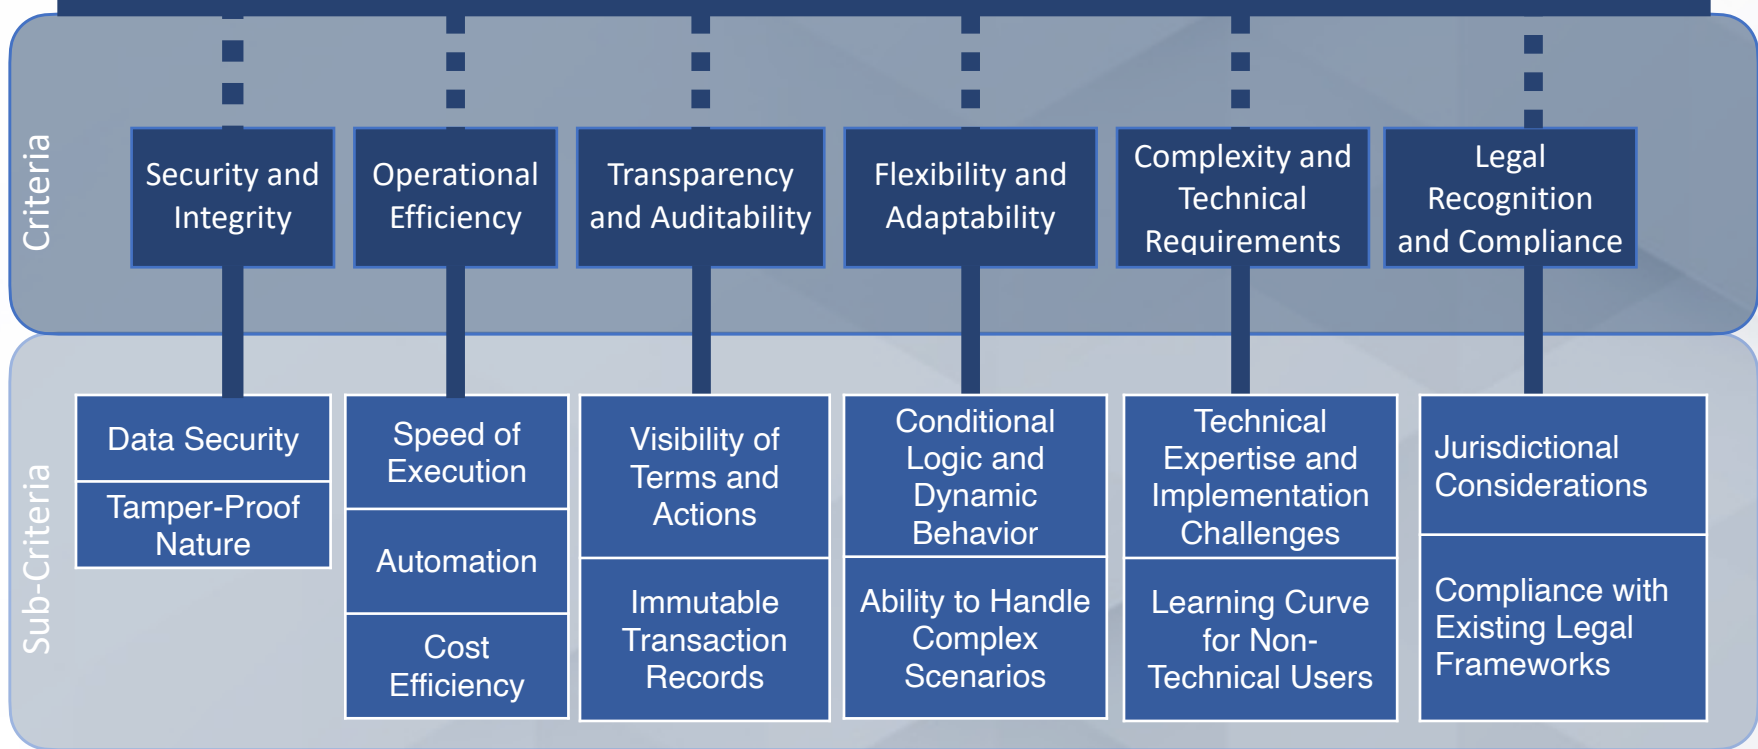 Criteria
Security and
Integrity
Operational
Efficiency
Transparency
and Auditability
Flexibility and
Adaptability
Complexity and
Technical
Requirements
Legal
Recognition
and Compliance
Sub-Criteria
Data Security
Tamper-Proof
Nature
Speed of
Execution
Automation
Cost
Efficiency
Visibility of
Terms and
Actions
Immutable
Transaction
Records
Conditional
Logic and
Dynamic
Behavior
Ability to Handle
Complex
Scenarios
Technical
Expertise and
Implementation
Challenges
Learning Curve
for Non-
Technical Users
Jurisdictional
Considerations
Compliance with
Existing Legal
Frameworks